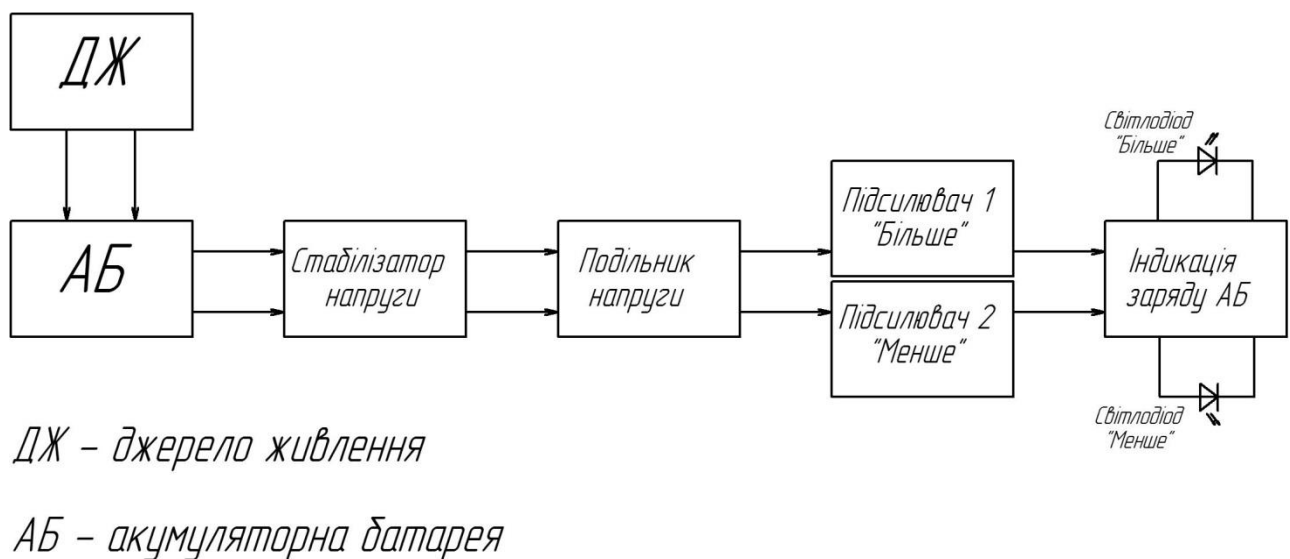 ДЖ
АБ
Стабілізатор
напруги
Подільник
напруги
Підсилювач 1
"Більше"
Підсилювач 2
"Менше"
Світлодіод
"Більше"
Індикація
заряду АБ
Світлодіод
"Менше"
ДЖ – джерело живлення
АБ – акумуляторна батарея